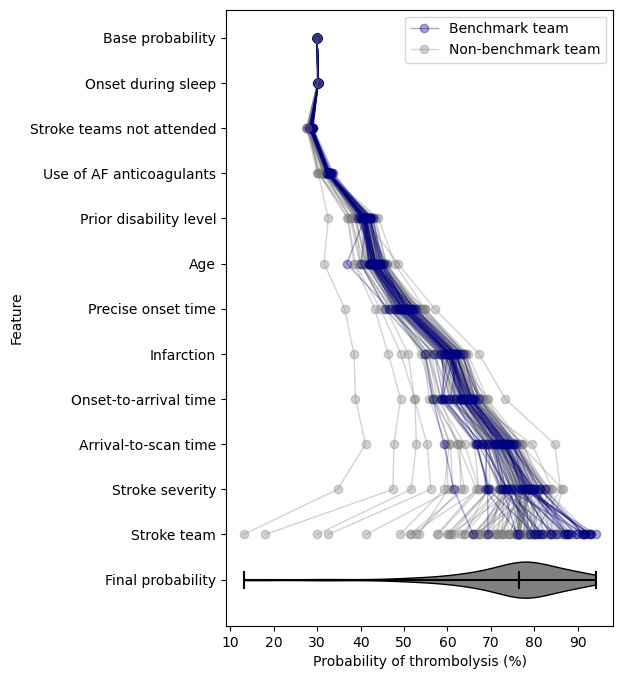 Benchmark team
Non-benchmark team
Feature
Base probability
Onset during sleep
Stroke teams not attended
Use of AF anticoagulants
Prior disability level
Age
Precise onset time
Infarction
Onset-to-arrival time
Arrival-to-scan time
Stroke severity
Stroke team
Final probability
10 20 30 40 50 60 70 80 90
Probability of thrombolysis (%)